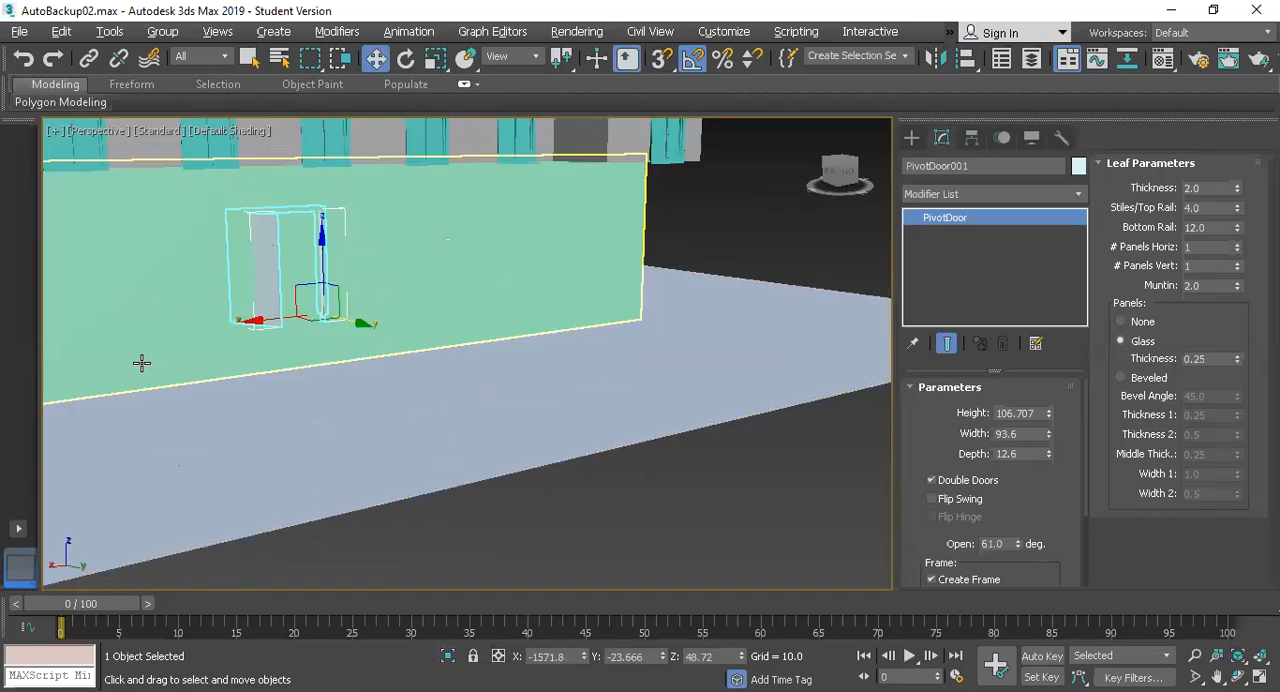 AutoBackup02.max - Autodesk 3ds Max 2019 - Student Version
File Edit Tools Group Views Create Modifiers Animation Graph Editors Rendering Civil View Customize Scripting Interactive Sign In Workspaces: Default
All View Create Selection Se
Modeling Freeform Selection Object Paint Populate
Polygon Modeling
[+] [Perspective] [Standard] [Default Shading]
PivotDoor001
Modifier List
PivotDoor
Parameters
Height: 106.707
Width: 93.6
Depth: 12.6
Double Doors
Flip Swing
Flip Hinge
Open: 61.0 deg.
Frame:
Create Frame
Leaf Parameters
Thickness: 2.0
Stiles/Top Rail: 4.0
Bottom Rail: 12.0
# Panels Horiz: 1
# Panels Vert: 1
Muntin: 2.0
Panels:
None
Glass
Thickness: 0.25
Beveled
Bevel Angle: 45.0
Thickness 1: 0.25
Thickness 2: 0.5
Middle Thick.: 0.25
Width 1: 1.0
Width 2: 0.5
z
x y
x y
< 0 / 100 >
0 5 10 15 20 25 30 35 40 45 50 55 60 65 70 75 80 85 90 95 100
1 Object Selected X: -1571.8 Y: -23.666 Z: 48.72 Grid = 10.0 Auto Key Selected
MAXScript Mi Click and drag to select and move objects Add Time Tag 0 Set Key Key Filters...